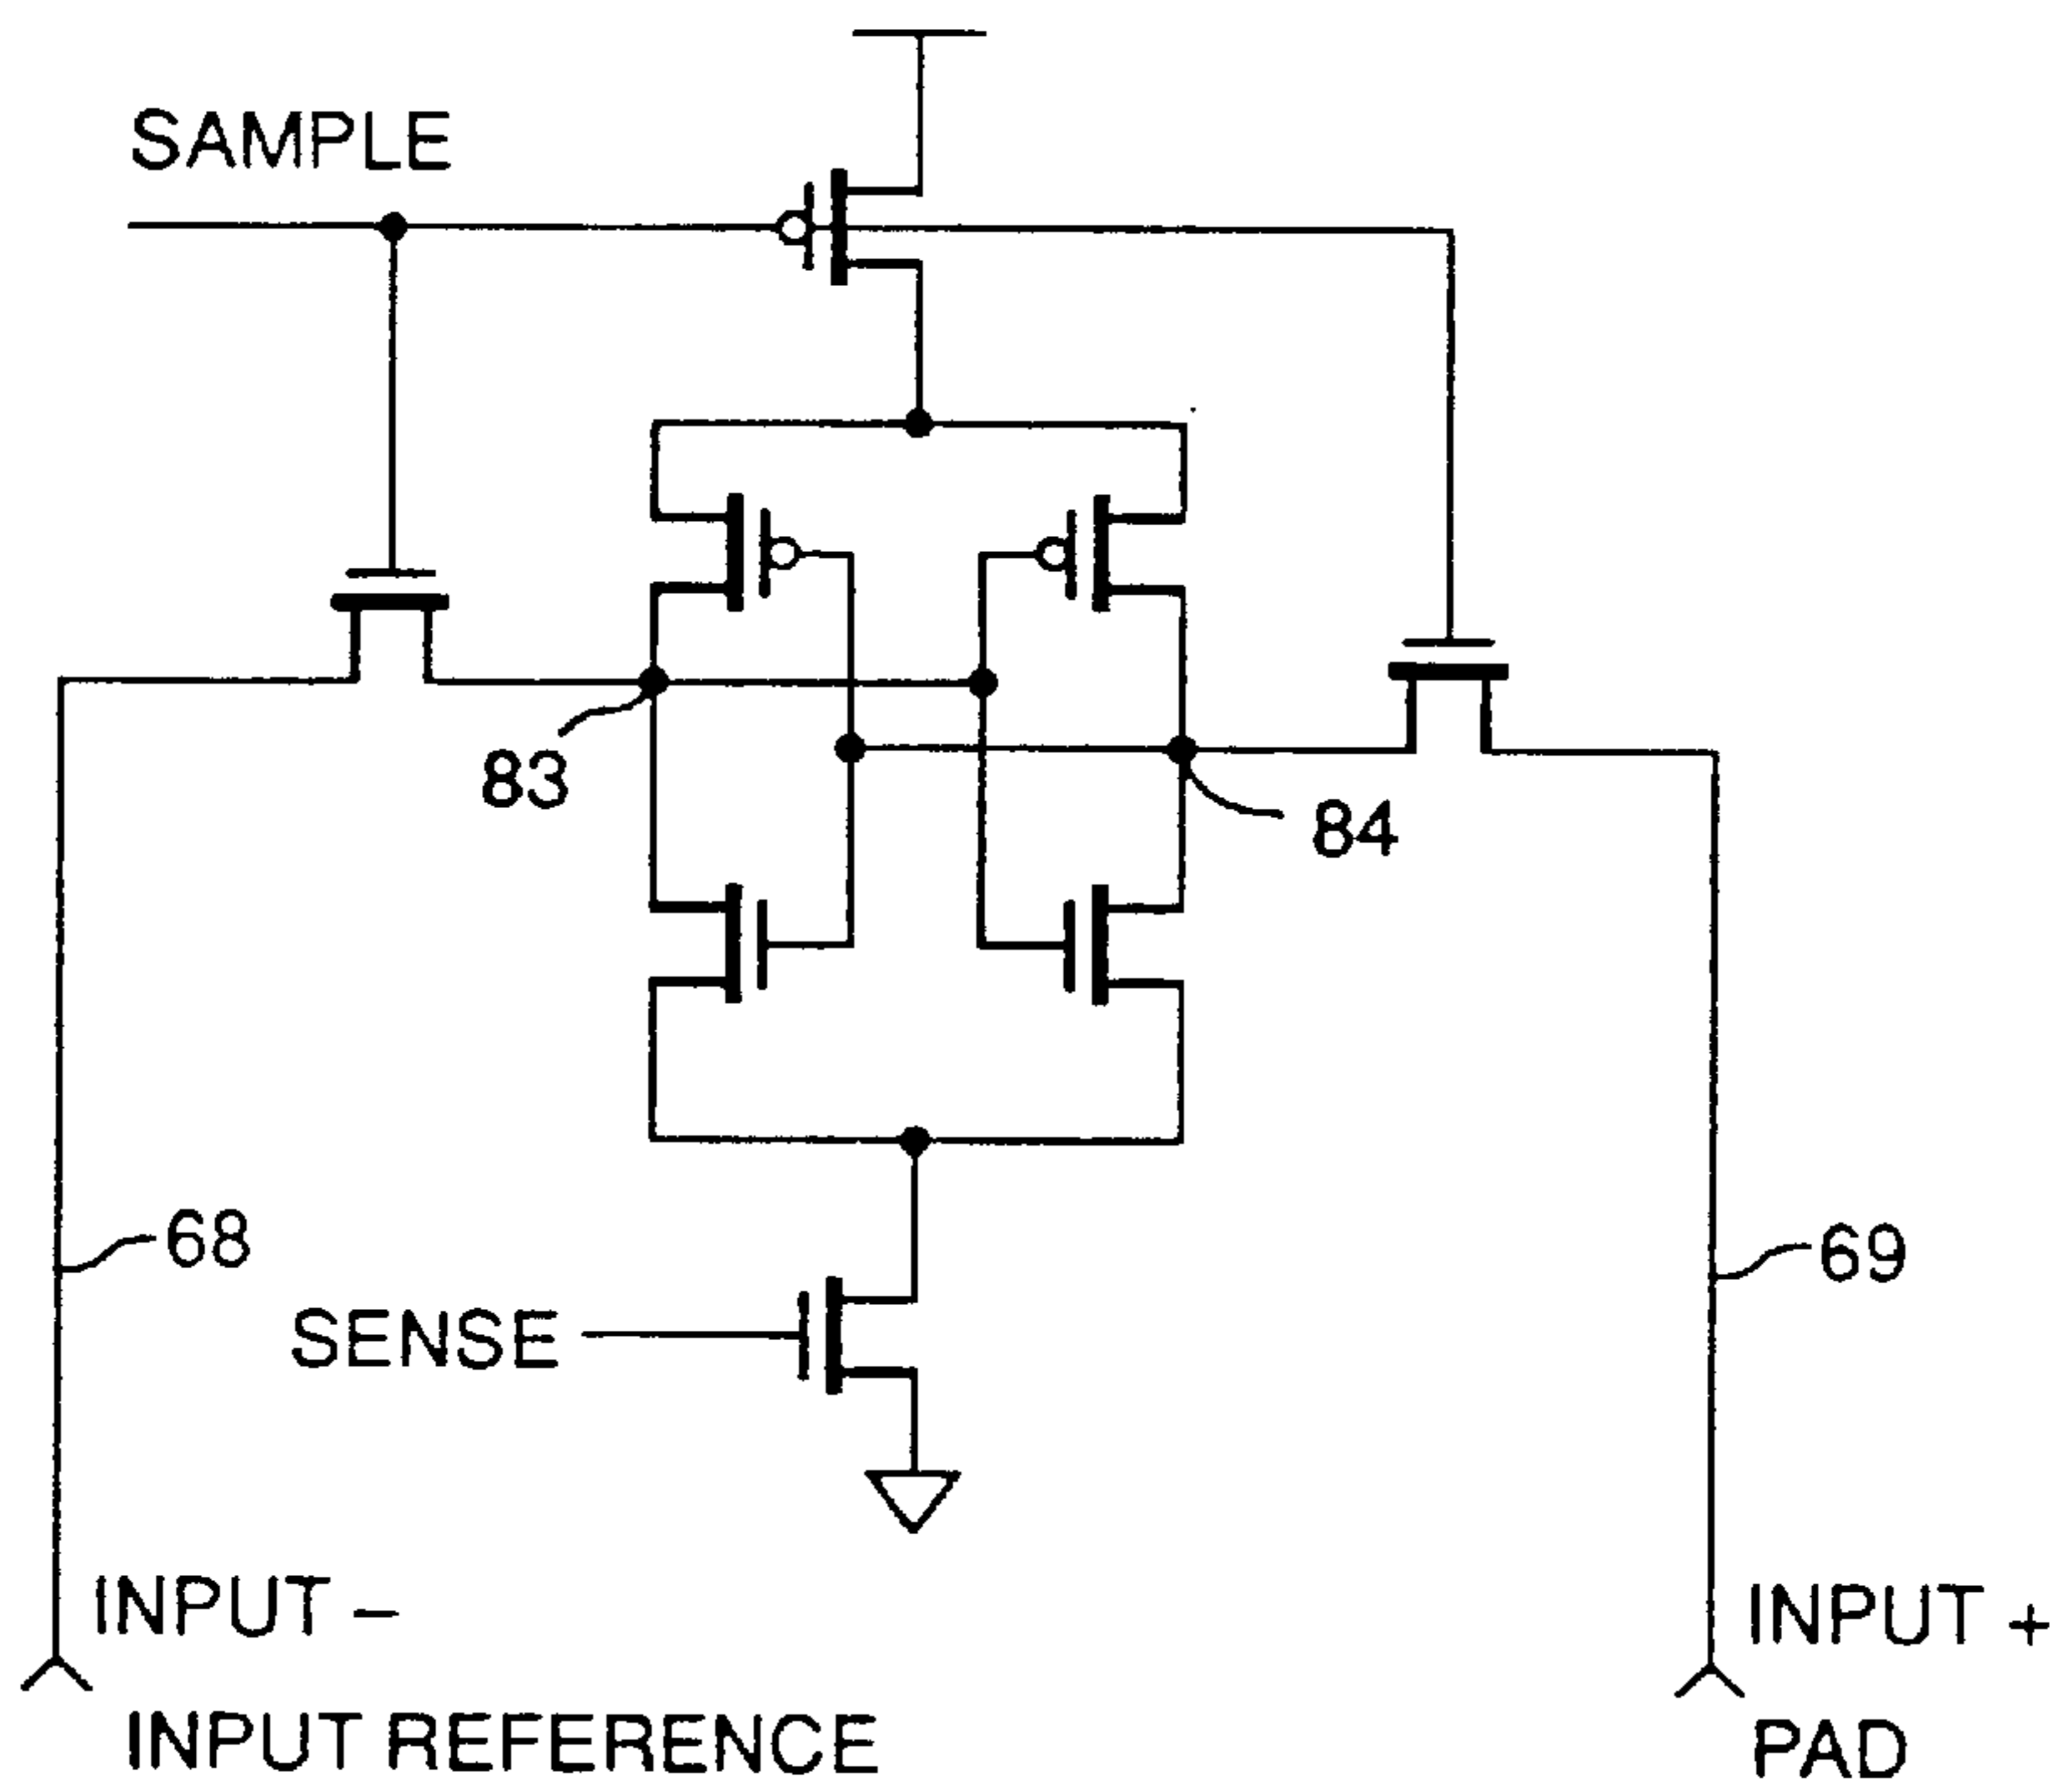 SAMPLE
83
84
68
69
SENSE
INPUT –
INPUT +
INPUT REFERENCE
PAD